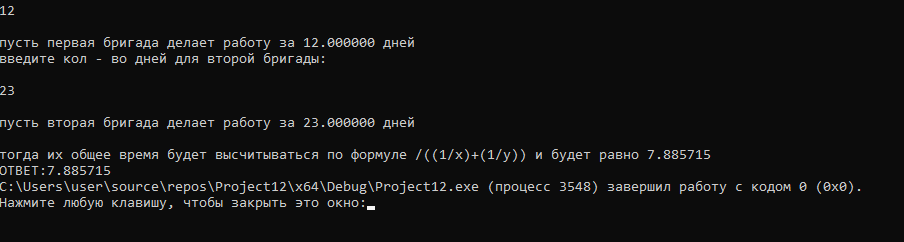 12
пусть первая бригада делает работу за 12.000000 дней
введите кол - во дней для второй бригады:
23
пусть вторая бригада делает работу за 23.000000 дней
тогда их общее время будет высчитываться по формуле /((1/x)+(1/y)) и будет равно 7.885715
ОТВЕТ:7.885715
C:\Users\user\source\repos\Project12\x64\Debug\Project12.exe (процесс 3548) завершил работу с кодом 0 (0x0).
Нажмите любую клавишу, чтобы закрыть это окно: